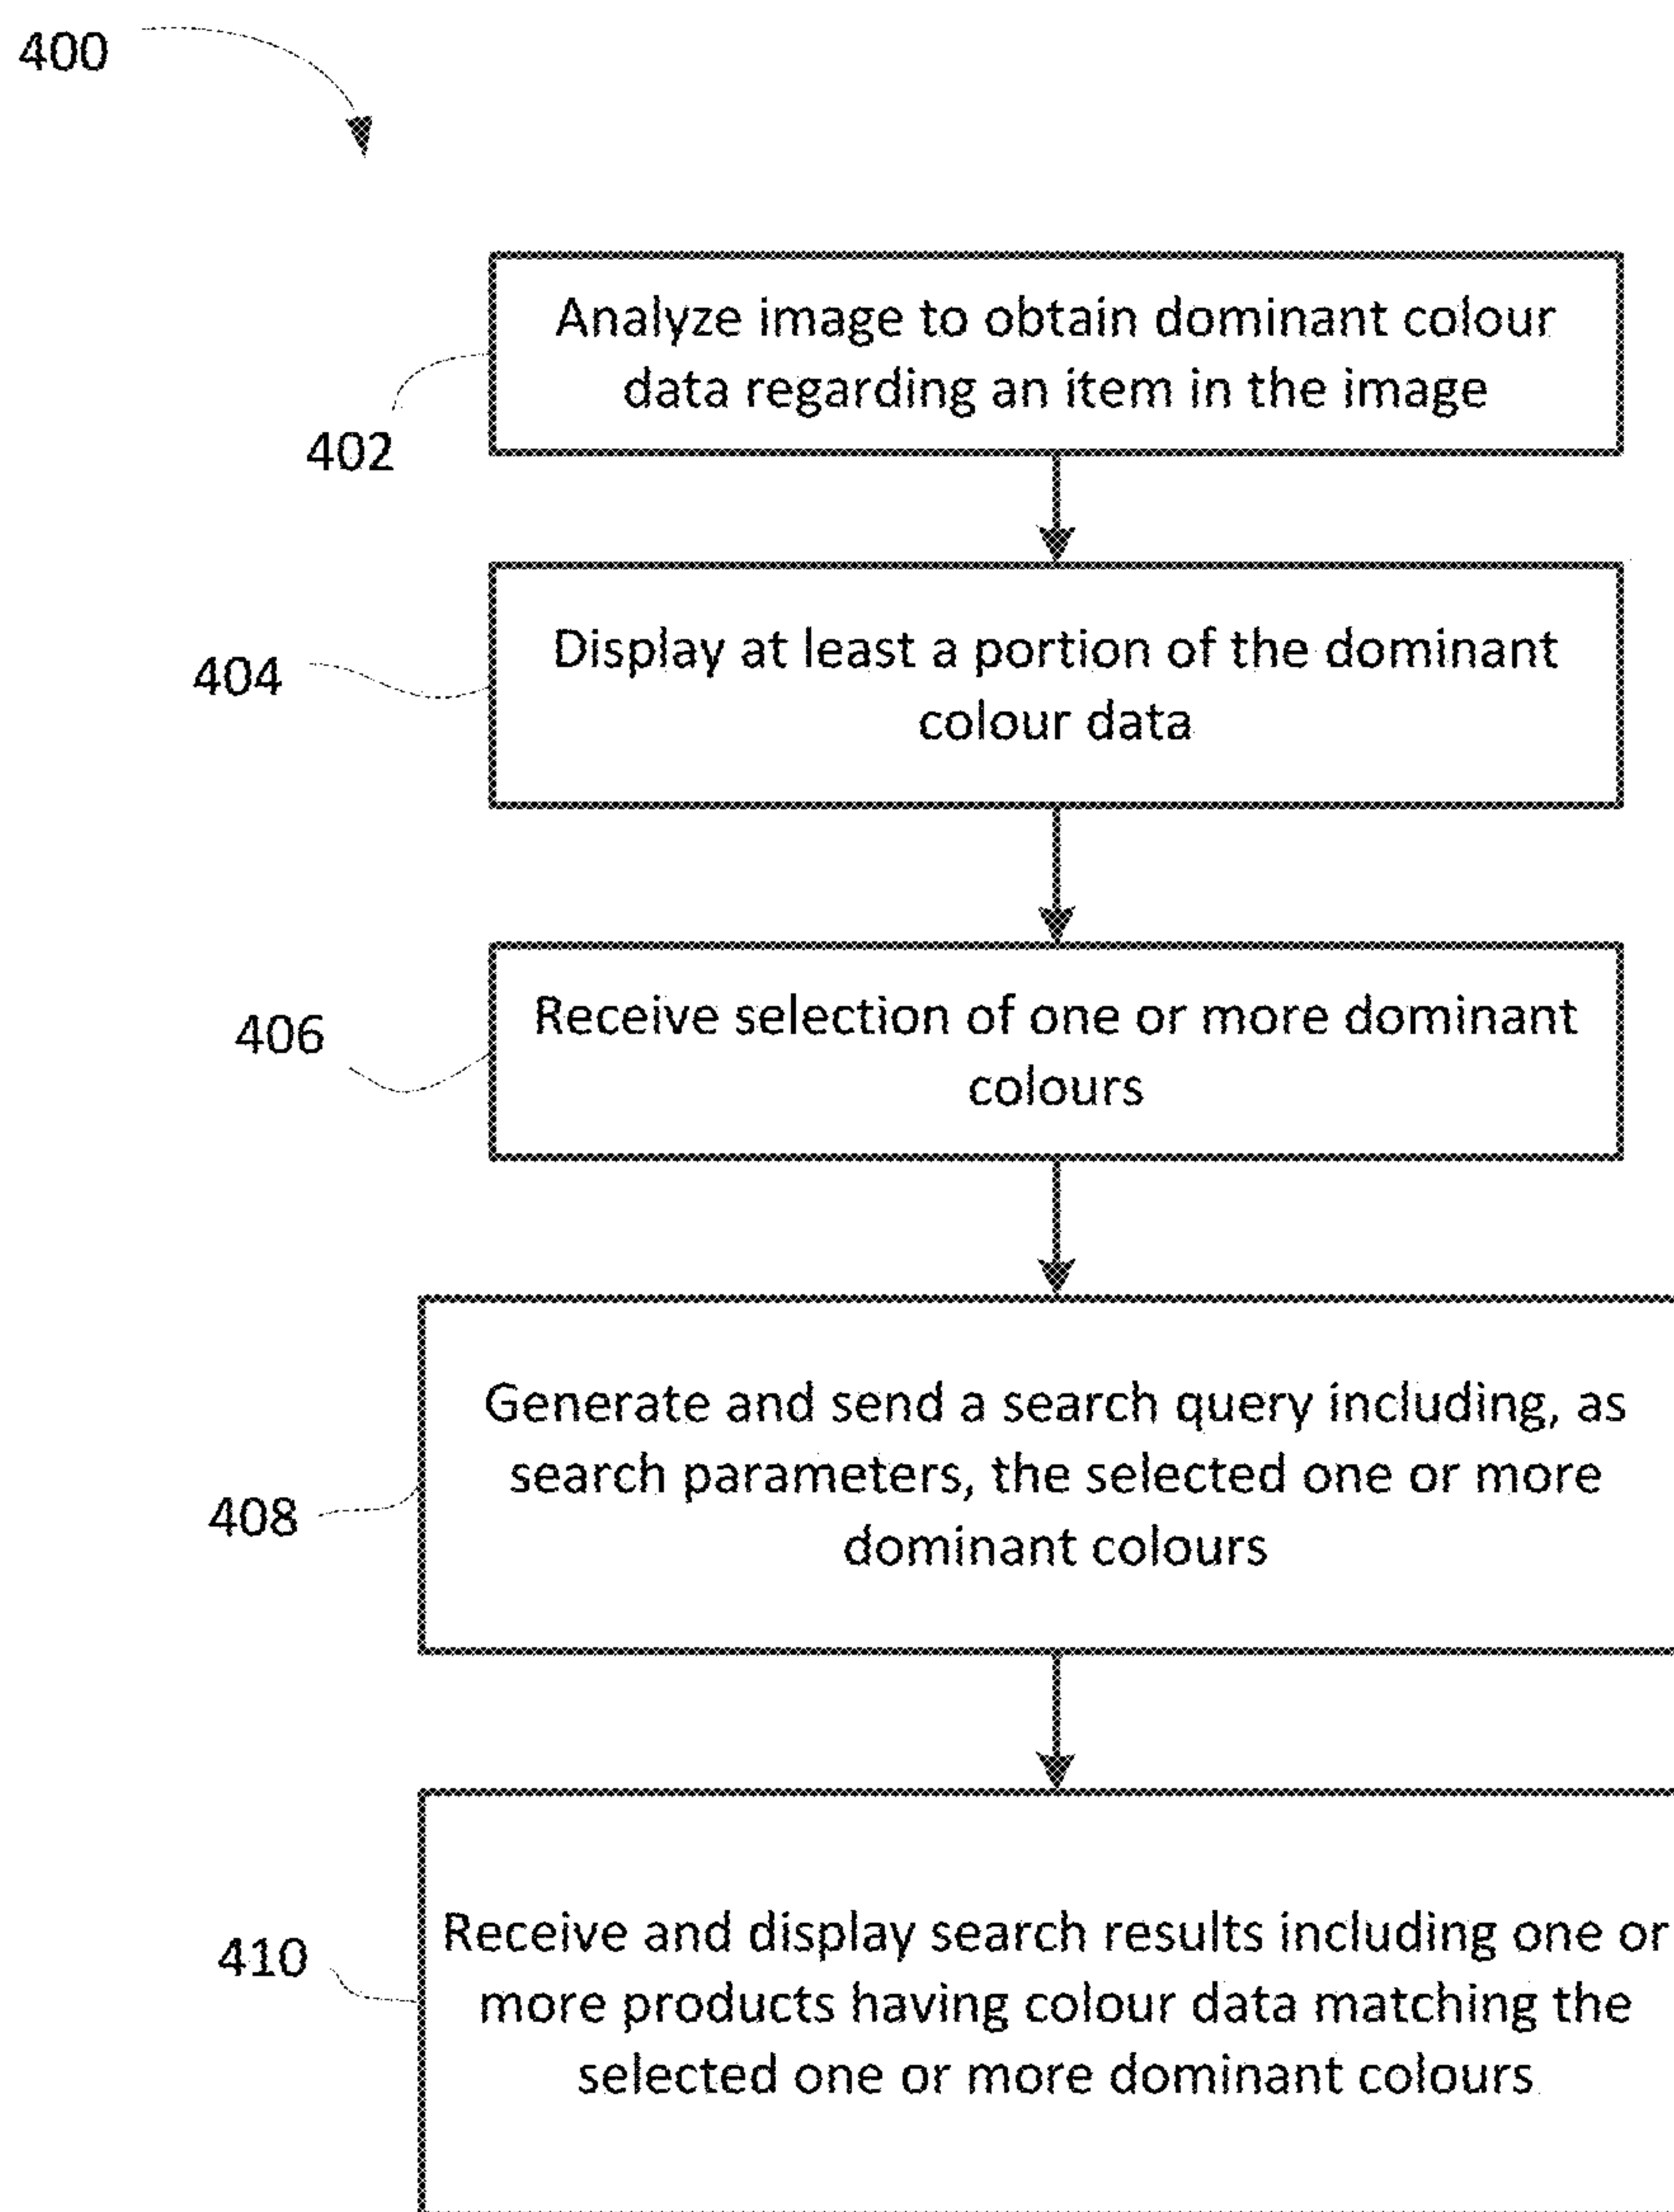 400
Analyze image to obtain dominant colour
data regarding an item in the image
402
Display at least a portion of the dominant
colour data
404
Receive selection of one or more dominant
colours
406
Generate and send a search query including, as
search parameters, the selected one or more
dominant colours
408
Receive and display search results including one or
more products having colour data matching the
selected one or more dominant colours
410